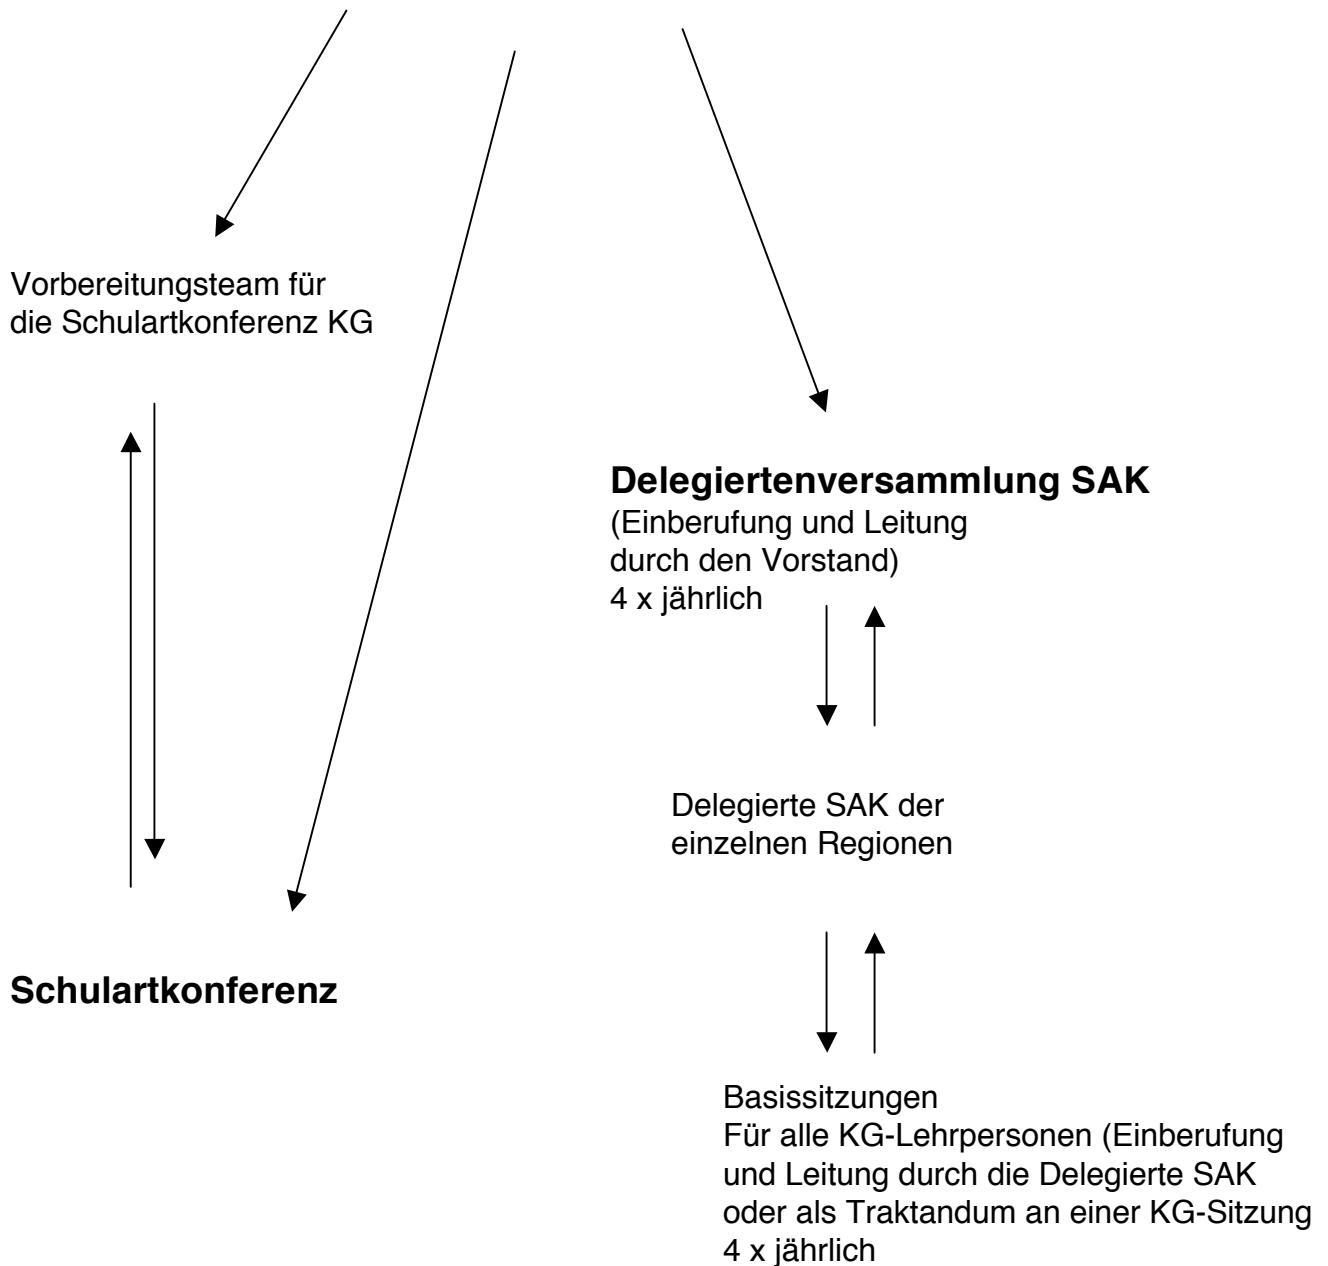 Vorbereitungsteam für
die Schulartkonferenz KG
Delegiertenversammlung SAK
(Einberufung und Leitung
durch den Vorstand)
4 x jährlich
Delegierte SAK der
einzelnen Regionen
Schulartkonferenz
Basissitzungen
Für alle KG-Lehrpersonen (Einberufung
und Leitung durch die Delegierte SAK
oder als Traktandum an einer KG-Sitzung
4 x jährlich